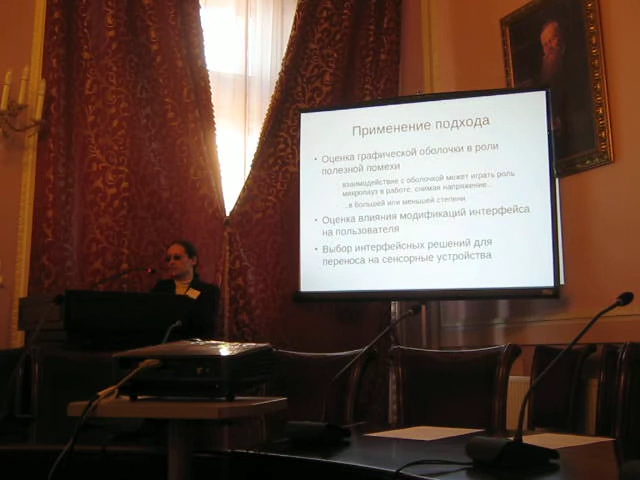 Применение подхода
• Оценка графической оболочки в роли
полезной помехи
взаимодействие с оболочкой может играть роль
микропауз в работе, снимая напряжение...
...в большей или меньшей степени
• Оценка влияния модификаций интерфейса
на пользователя
• Выбор интерфейсных решений для
переноса на сенсорные устройства